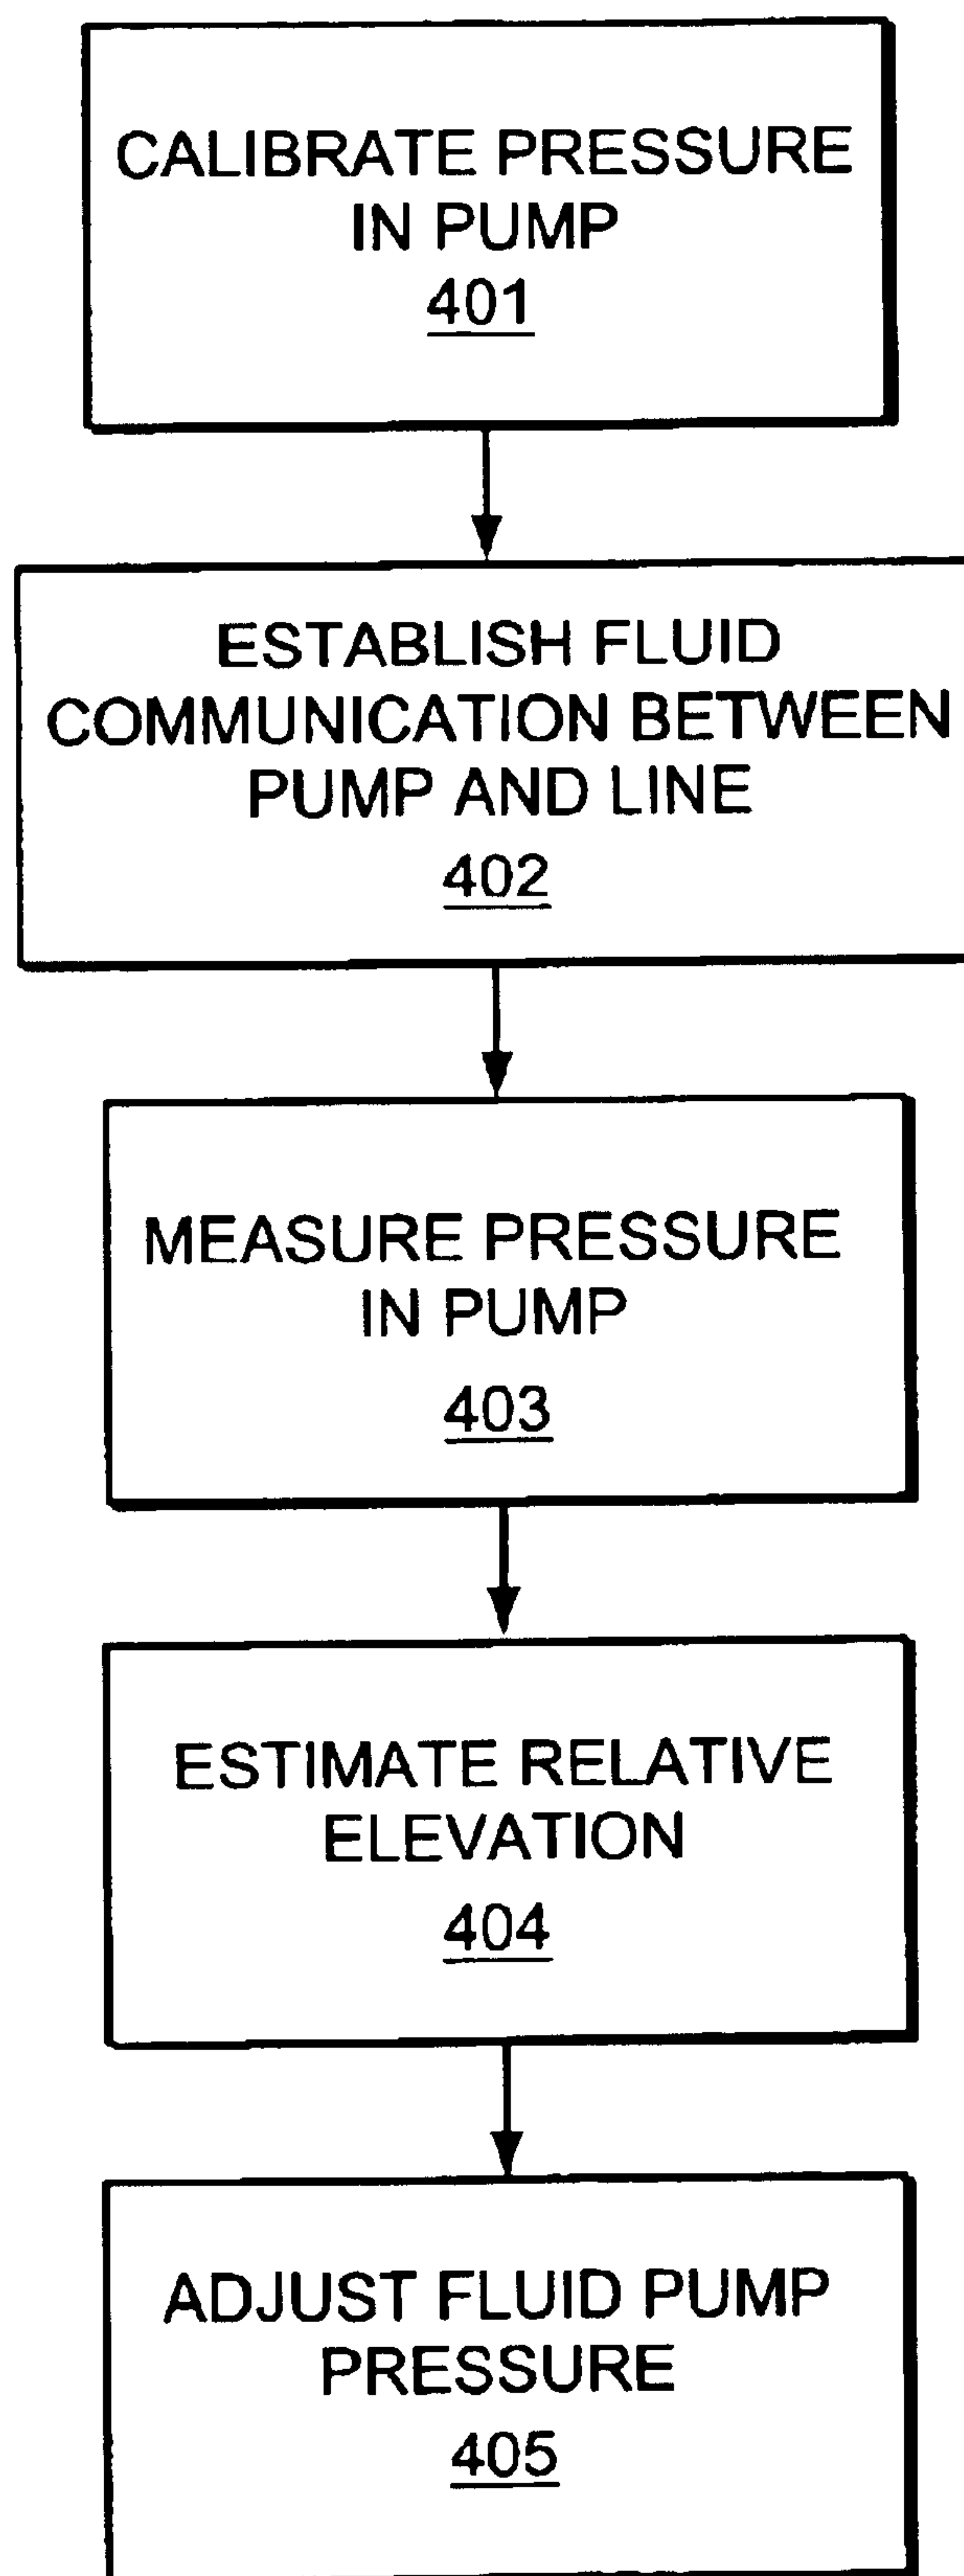 CALIBRATE PRESSURE
IN PUMP
401
ESTABLISH FLUID
COMMUNICATION BETWEEN
PUMP AND LINE
402
MEASURE PRESSURE
IN PUMP
403
ESTIMATE RELATIVE
ELEVATION
404
ADJUST FLUID PUMP
PRESSURE
405